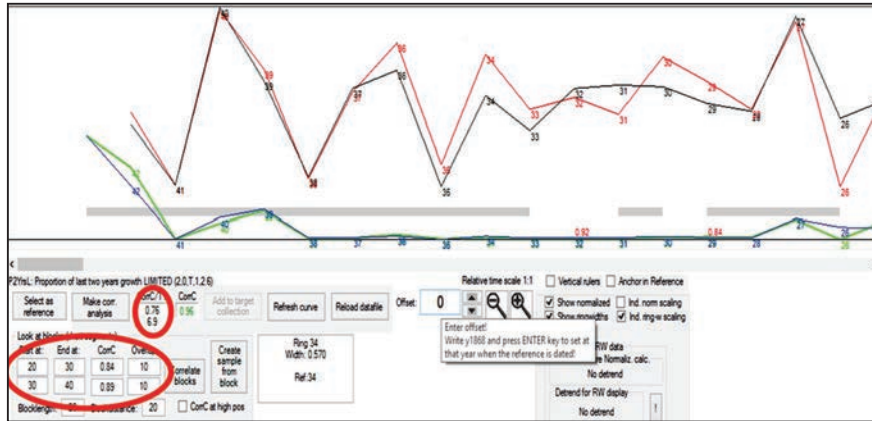 39
39
39
41
38
37
36
36
36
35
34
34
33
33
32
32
31
31
30
30
29
29
28
27
26
26
42
42
41
40
38
37
36
35
34
33
32
0.92
31
30
29
0.84
28
27
26
P2YrsL: Proportion of last two years growth LIMITED (2.0,T,1,2.6)
Relative time scale 1:1
Vertical rulers
Anchor in Reference
Select as reference
Make corr. analysis
CorrC
0.76
6.9
0.96
Add to target collection
Refresh curve
Reload datafile
Offset:
0
Show normalized
Ind. norm scaling
Show ringwidths
Ind. ring-w scaling
Enter offset!
Write y1868 and press ENTER key to set at
that year when the reference is dated!
RW data
Normaliz. calc.
No detrend
Detrend for RW display
No detrend
!
Look at blocks
End at:
CorrC
20
30
0.84
10
30
40
0.89
10
Correlate blocks
Create sample from block
Ring 34
Width: 0.570
Ref:34
Blocklength:
20
CorrC at high pos